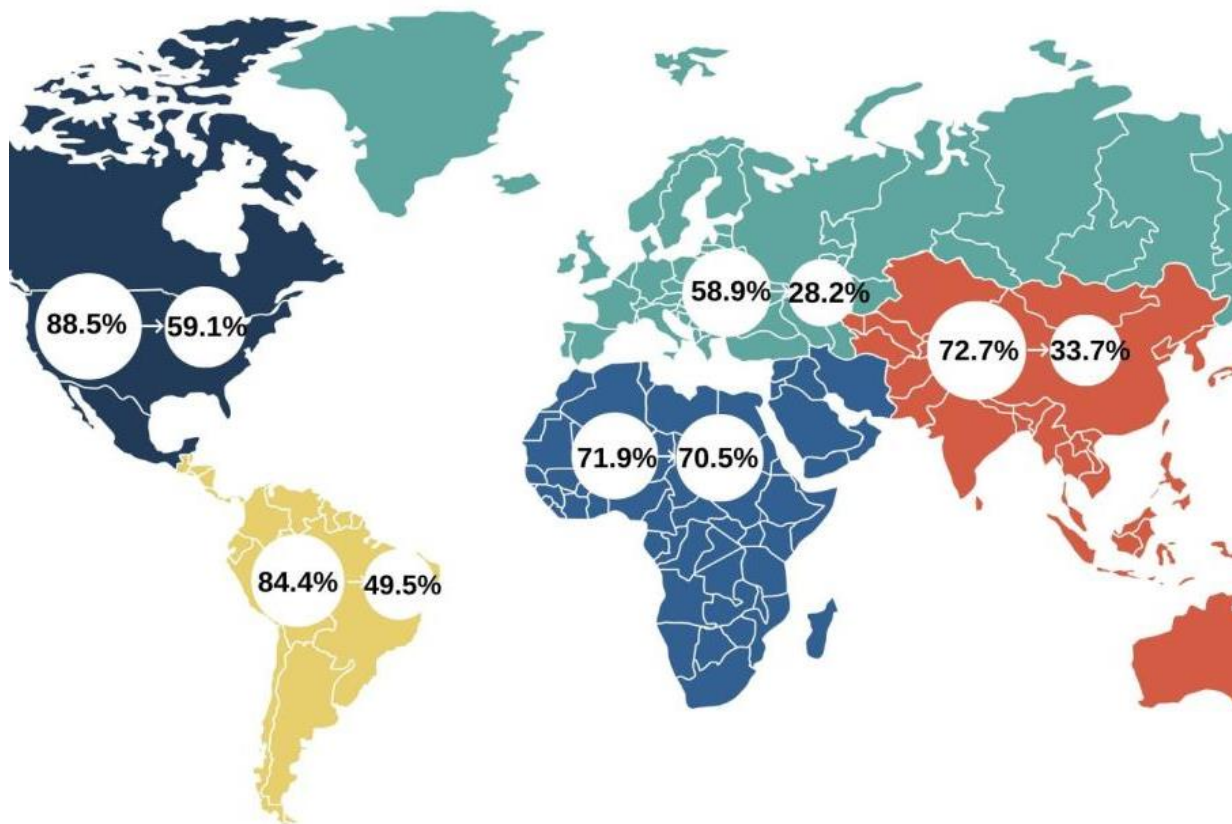 58.9% → 28.2%
88.5% → 59.1%
72.7% → 33.7%
71.9% → 70.5%
84.4% → 49.5%